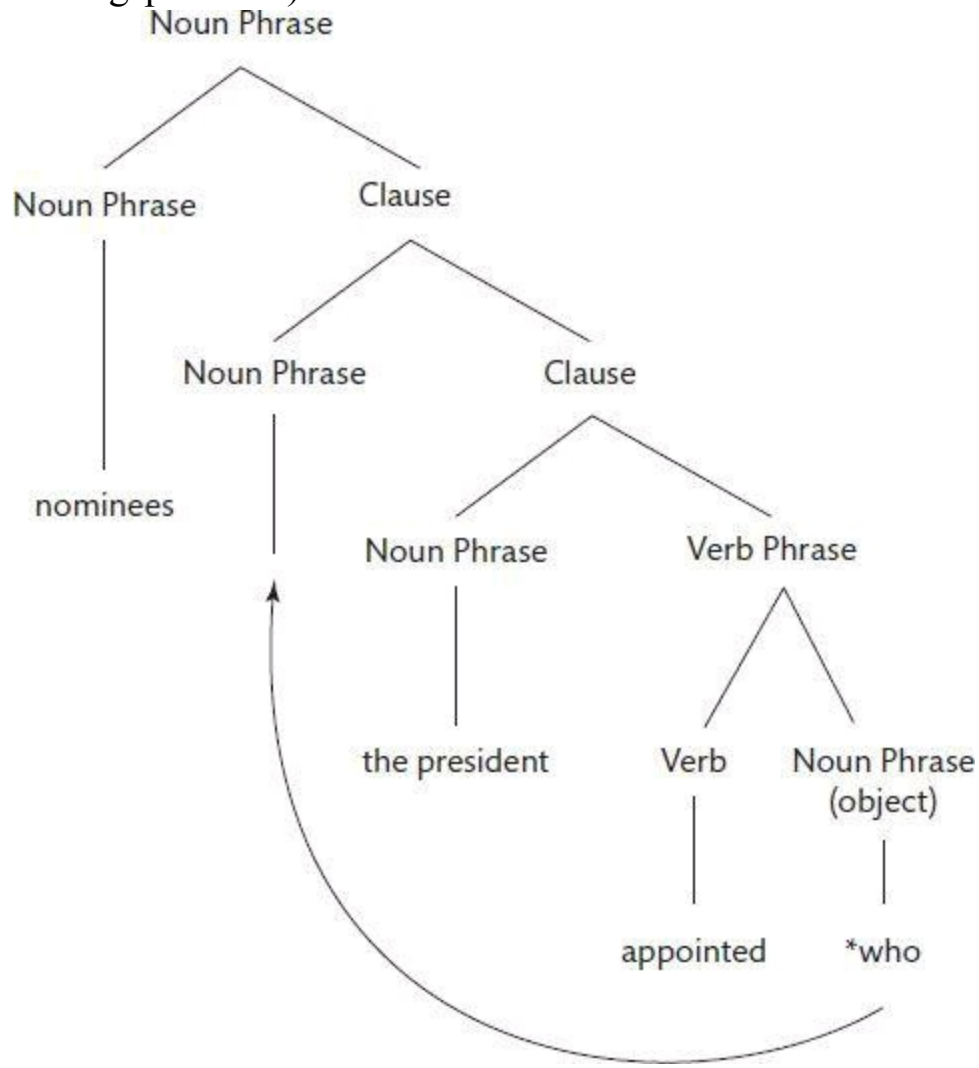 Noun Phrase
Noun Phrase
Clause
Noun Phrase
Clause
nominees
Noun Phrase
Verb Phrase
the president
Verb
Noun Phrase
(object)
appointed
*who